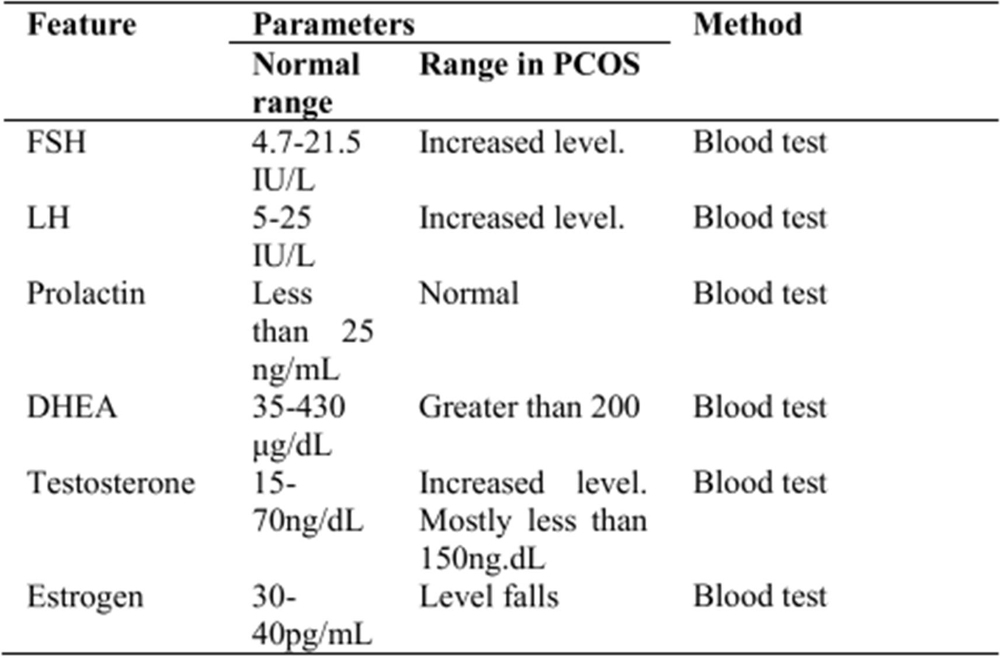 Feature Parameters Method
Normal Range in PCOS
range
FSH 4.7-21.5 Increased level. Blood test
IU/L
LH 5-25 Increased level. Blood test
IU/L
Prolactin Less Normal Blood test
than 25
ng/mL
DHEA 35-430 Greater than 200 Blood test
μg/dL
Testosterone 15- Increased level. Blood test
70ng/dL Mostly less than
150ng.dL
Estrogen 30- Level falls Blood test
40pg/mL